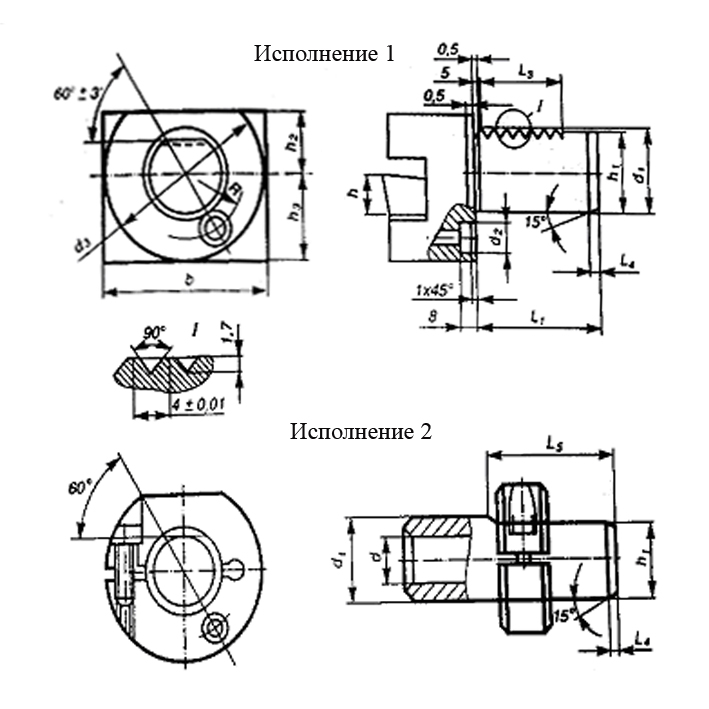 Исполнение 1
60° ± 3'
h₂
h₃
R
d₃
b
0,5
5
L₃
0,5
I
h
d₂
h₁
d₁
15°
L₄
1x45°
8
L₁
90°
I
1,7
4 ± 0,01
Исполнение 2
60°
L₅
d₁
d
h₁
15°
L₄